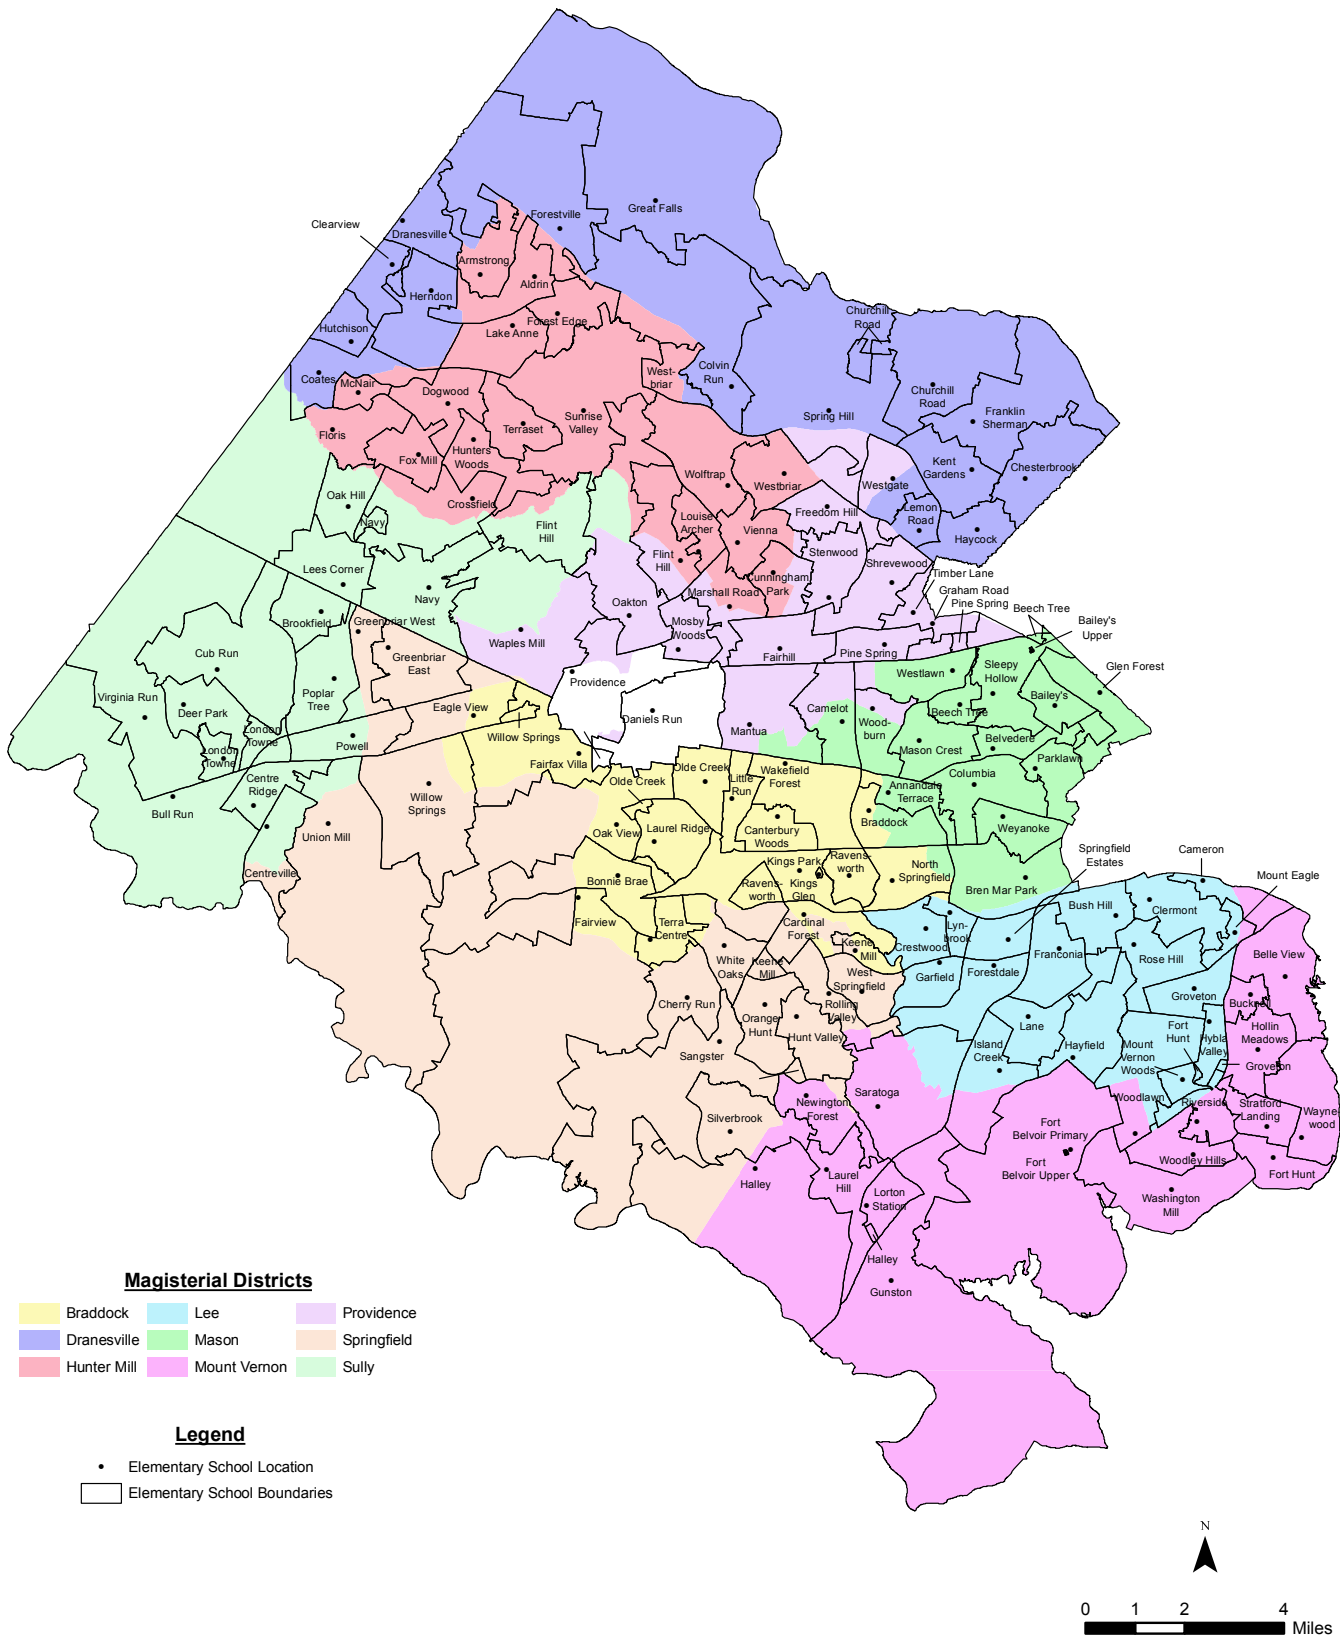 Great Falls
Forestville
Clearview
Dranesville
Armstrong
Aldrin
Herndon
Churchill
Road
Hutchison
Lake Anne
Forest Edge
Coates
McNair
West-
briar
Colvin
Run
Dogwood
Churchill
Road
Spring Hill
Franklin
Sherman
Floris
Terraset
Sunrise
Valley
Fox Mill
Hunters
Woods
Wolftrap
Westbriar
Kent
Gardens
Chesterbrook
Westgate
Oak Hill
Crossfield
Navy
Flint
Hill
Louise
Archer
Vienna
Freedom Hill
Lemon
Road
Haycock
Lees Corner
Flint
Hill
Stenwood
Shrevewood
Timber Lane
Navy
Cunningham
Park
Marshall Road
Graham Road
Pine Spring
Beech Tree
Oakton
Bailey's
Upper
Brookfield
Greenbriar West
Mosby
Woods
Waples Mill
Cub Run
Greenbriar
East
Fairhill
Pine Spring
Sleepy
Hollow
Glen Forest
Westlawn
Providence
Virginia Run
Deer Park
Poplar
Tree
Eagle View
Daniels Run
Camelot
Wood-
burn
Beech Tree
Bailey's
London
Towne
London
Towne
Powell
Willow Springs
Mantua
Mason Crest
Belvedere
Parklawn
Centre
Ridge
Fairfax Villa
Olde Creek
Olde Creek
Little
Run
Wakefield
Forest
Columbia
Annandale
Terrace
Bull Run
Willow
Springs
Union Mill
Oak View
Laurel Ridge
Canterbury
Woods
Braddock
Weyanoke
Springfield
Estates
Cameron
Centreville
Bonnie Brae
Kings Park
Ravens-
worth
North
Springfield
Bren Mar Park
Mount Eagle
Ravens-
worth
Kings
Glen
Fairview
Terra
Centre
Cardinal
Forest
Bush Hill
Clermont
Lyn-
brook
Crestwood
Keene
Mill
White
Oaks
Keene
Mill
Franconia
Rose Hill
Belle View
West
Springfield
Garfield
Forestdale
Cherry Run
Orange
Hunt
Rolling
Valley
Groveton
Bucknell
Hunt Valley
Lane
Fort
Hunt
Hybla
Valley
Hollin
Meadows
Sangster
Island
Creek
Hayfield
Mount
Vernon
Woods
Groveton
Saratoga
Newington
Forest
Woodlawn
Riverside
Stratford
Landing
Wayne
wood
Silverbrook
Fort
Belvoir Primary
Fort
Belvoir Upper
Woodley Hills
Fort Hunt
Halley
Laurel
Hill
Lorton
Station
Washington
Mill
Halley
Gunston
Magisterial Districts
Braddock Lee Providence
Dranesville Mason Springfield
Hunter Mill Mount Vernon Sully
Legend
Elementary School Location
Elementary School Boundaries
N
0 1 2 4
Miles